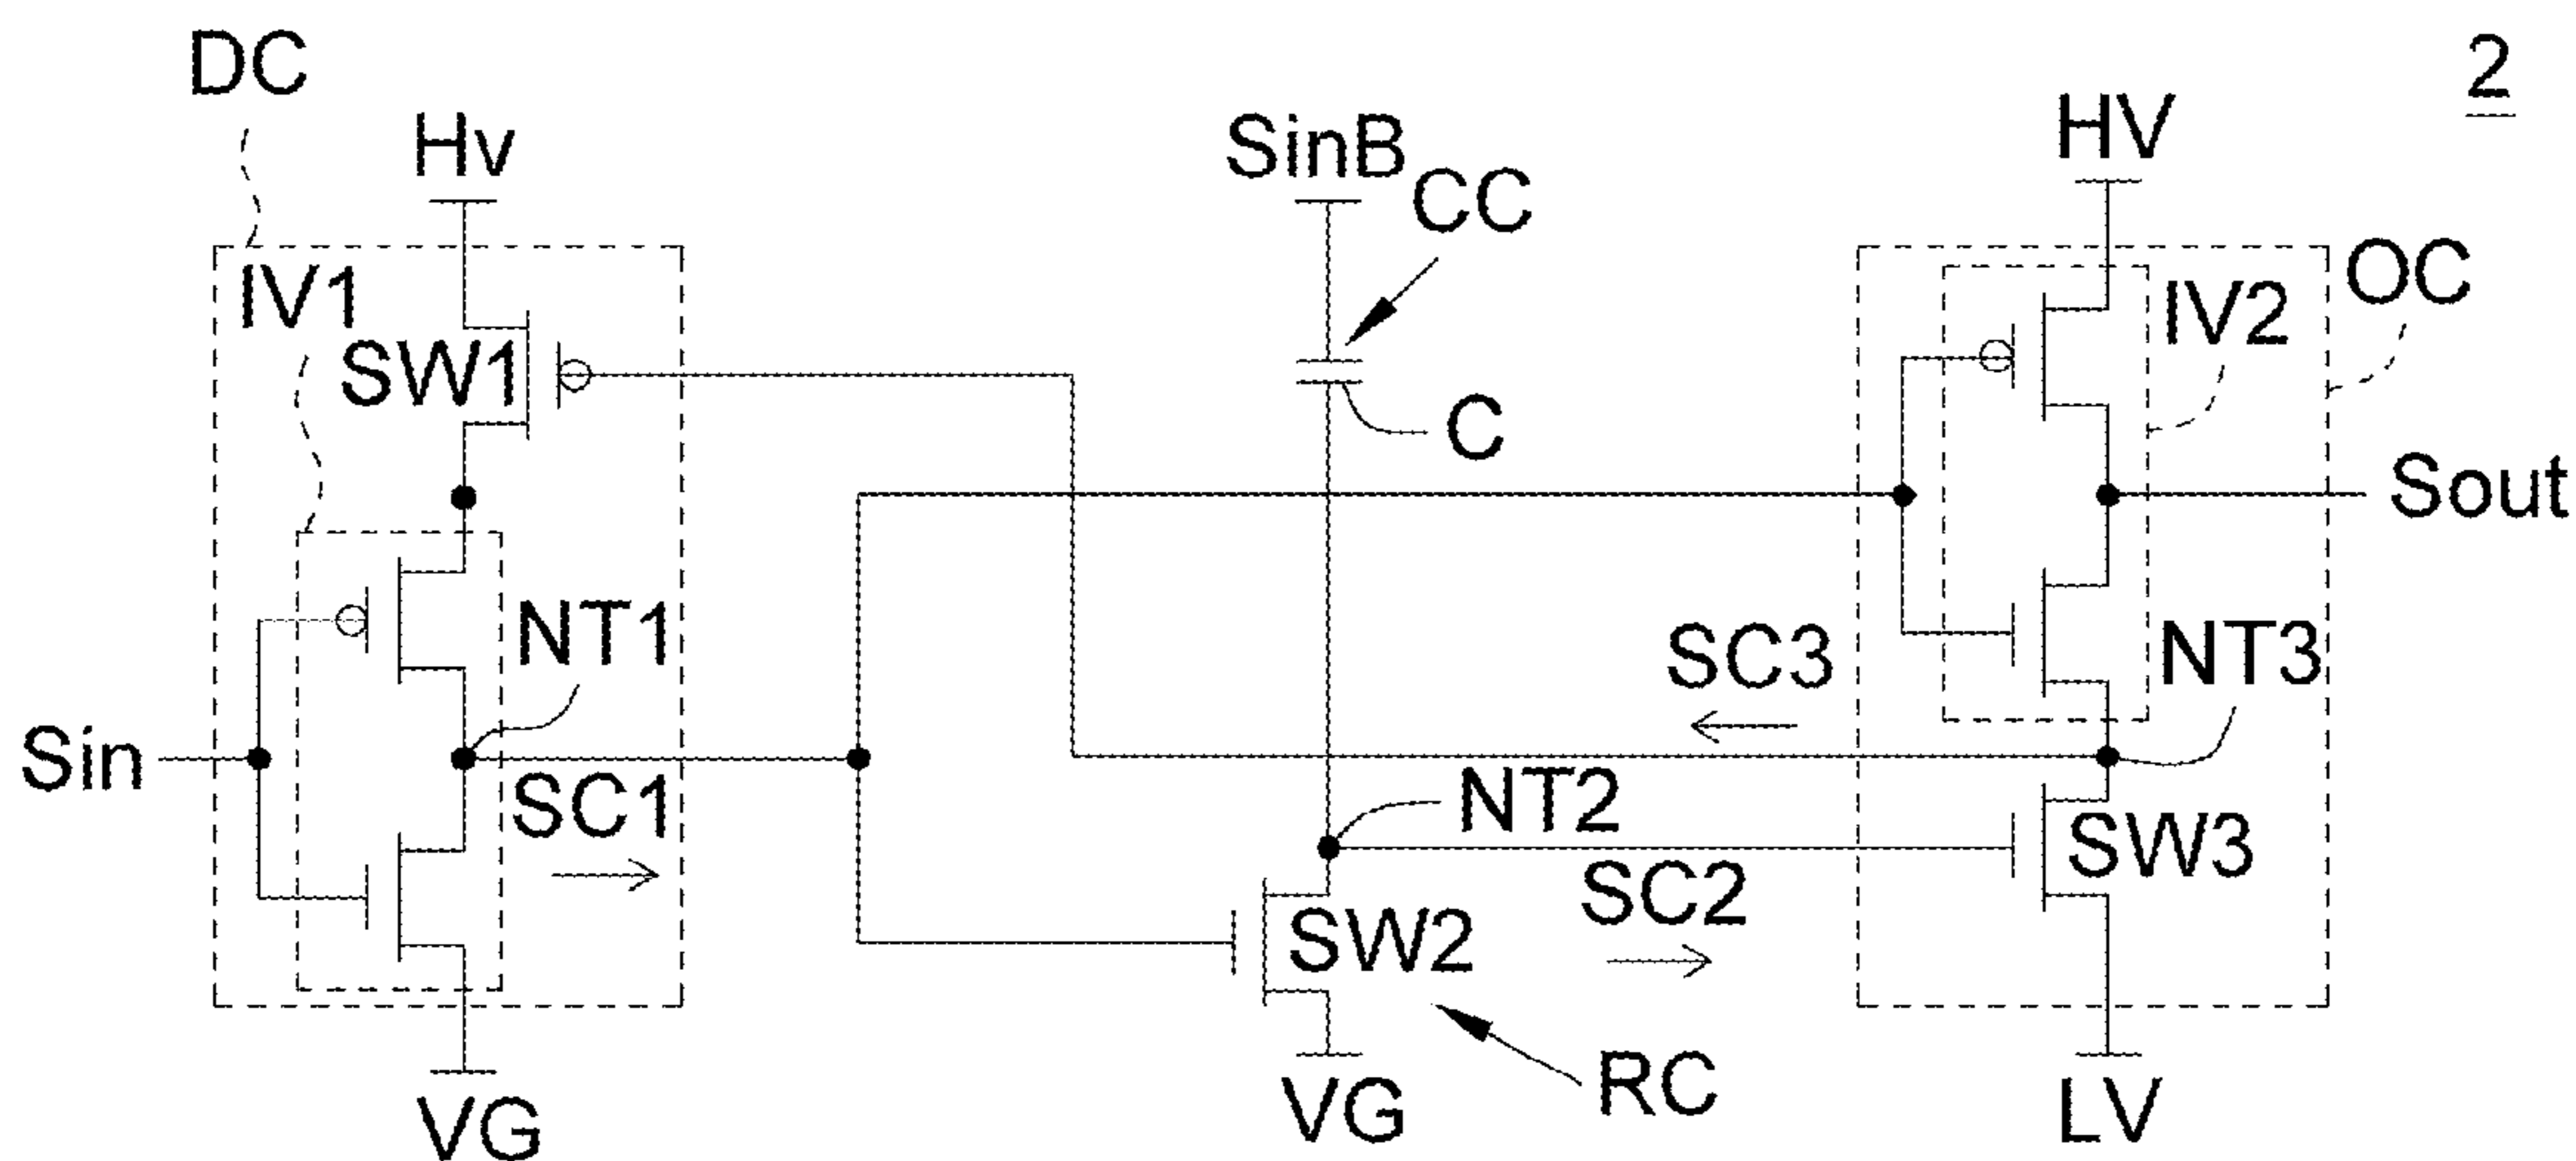 DC
Hv
SinB
CC
HV
2
IV1
SW1
C
IV2
OC
Sout
NT1
SC3
NT3
Sin
SC1
NT2
SC2
SW3
SW2
RC
VG
VG
LV